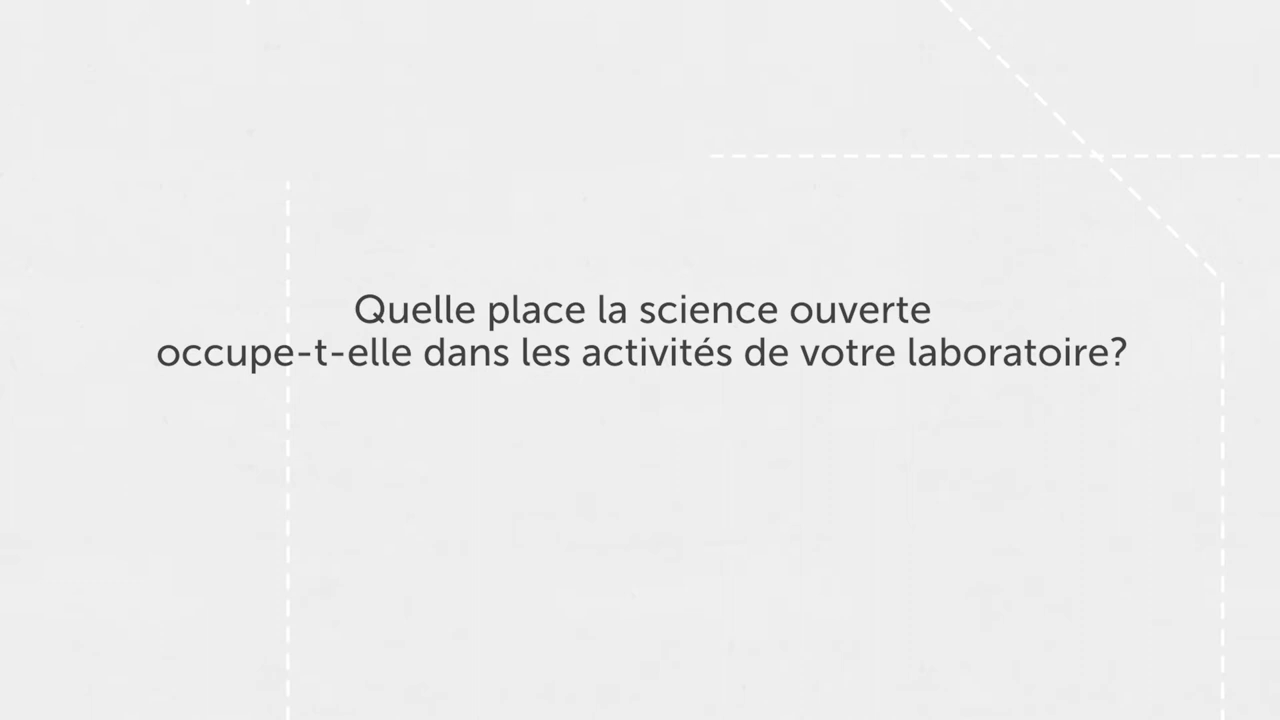 Quelle place la science ouverte
occupe-t-elle dans les activités de votre laboratoire?